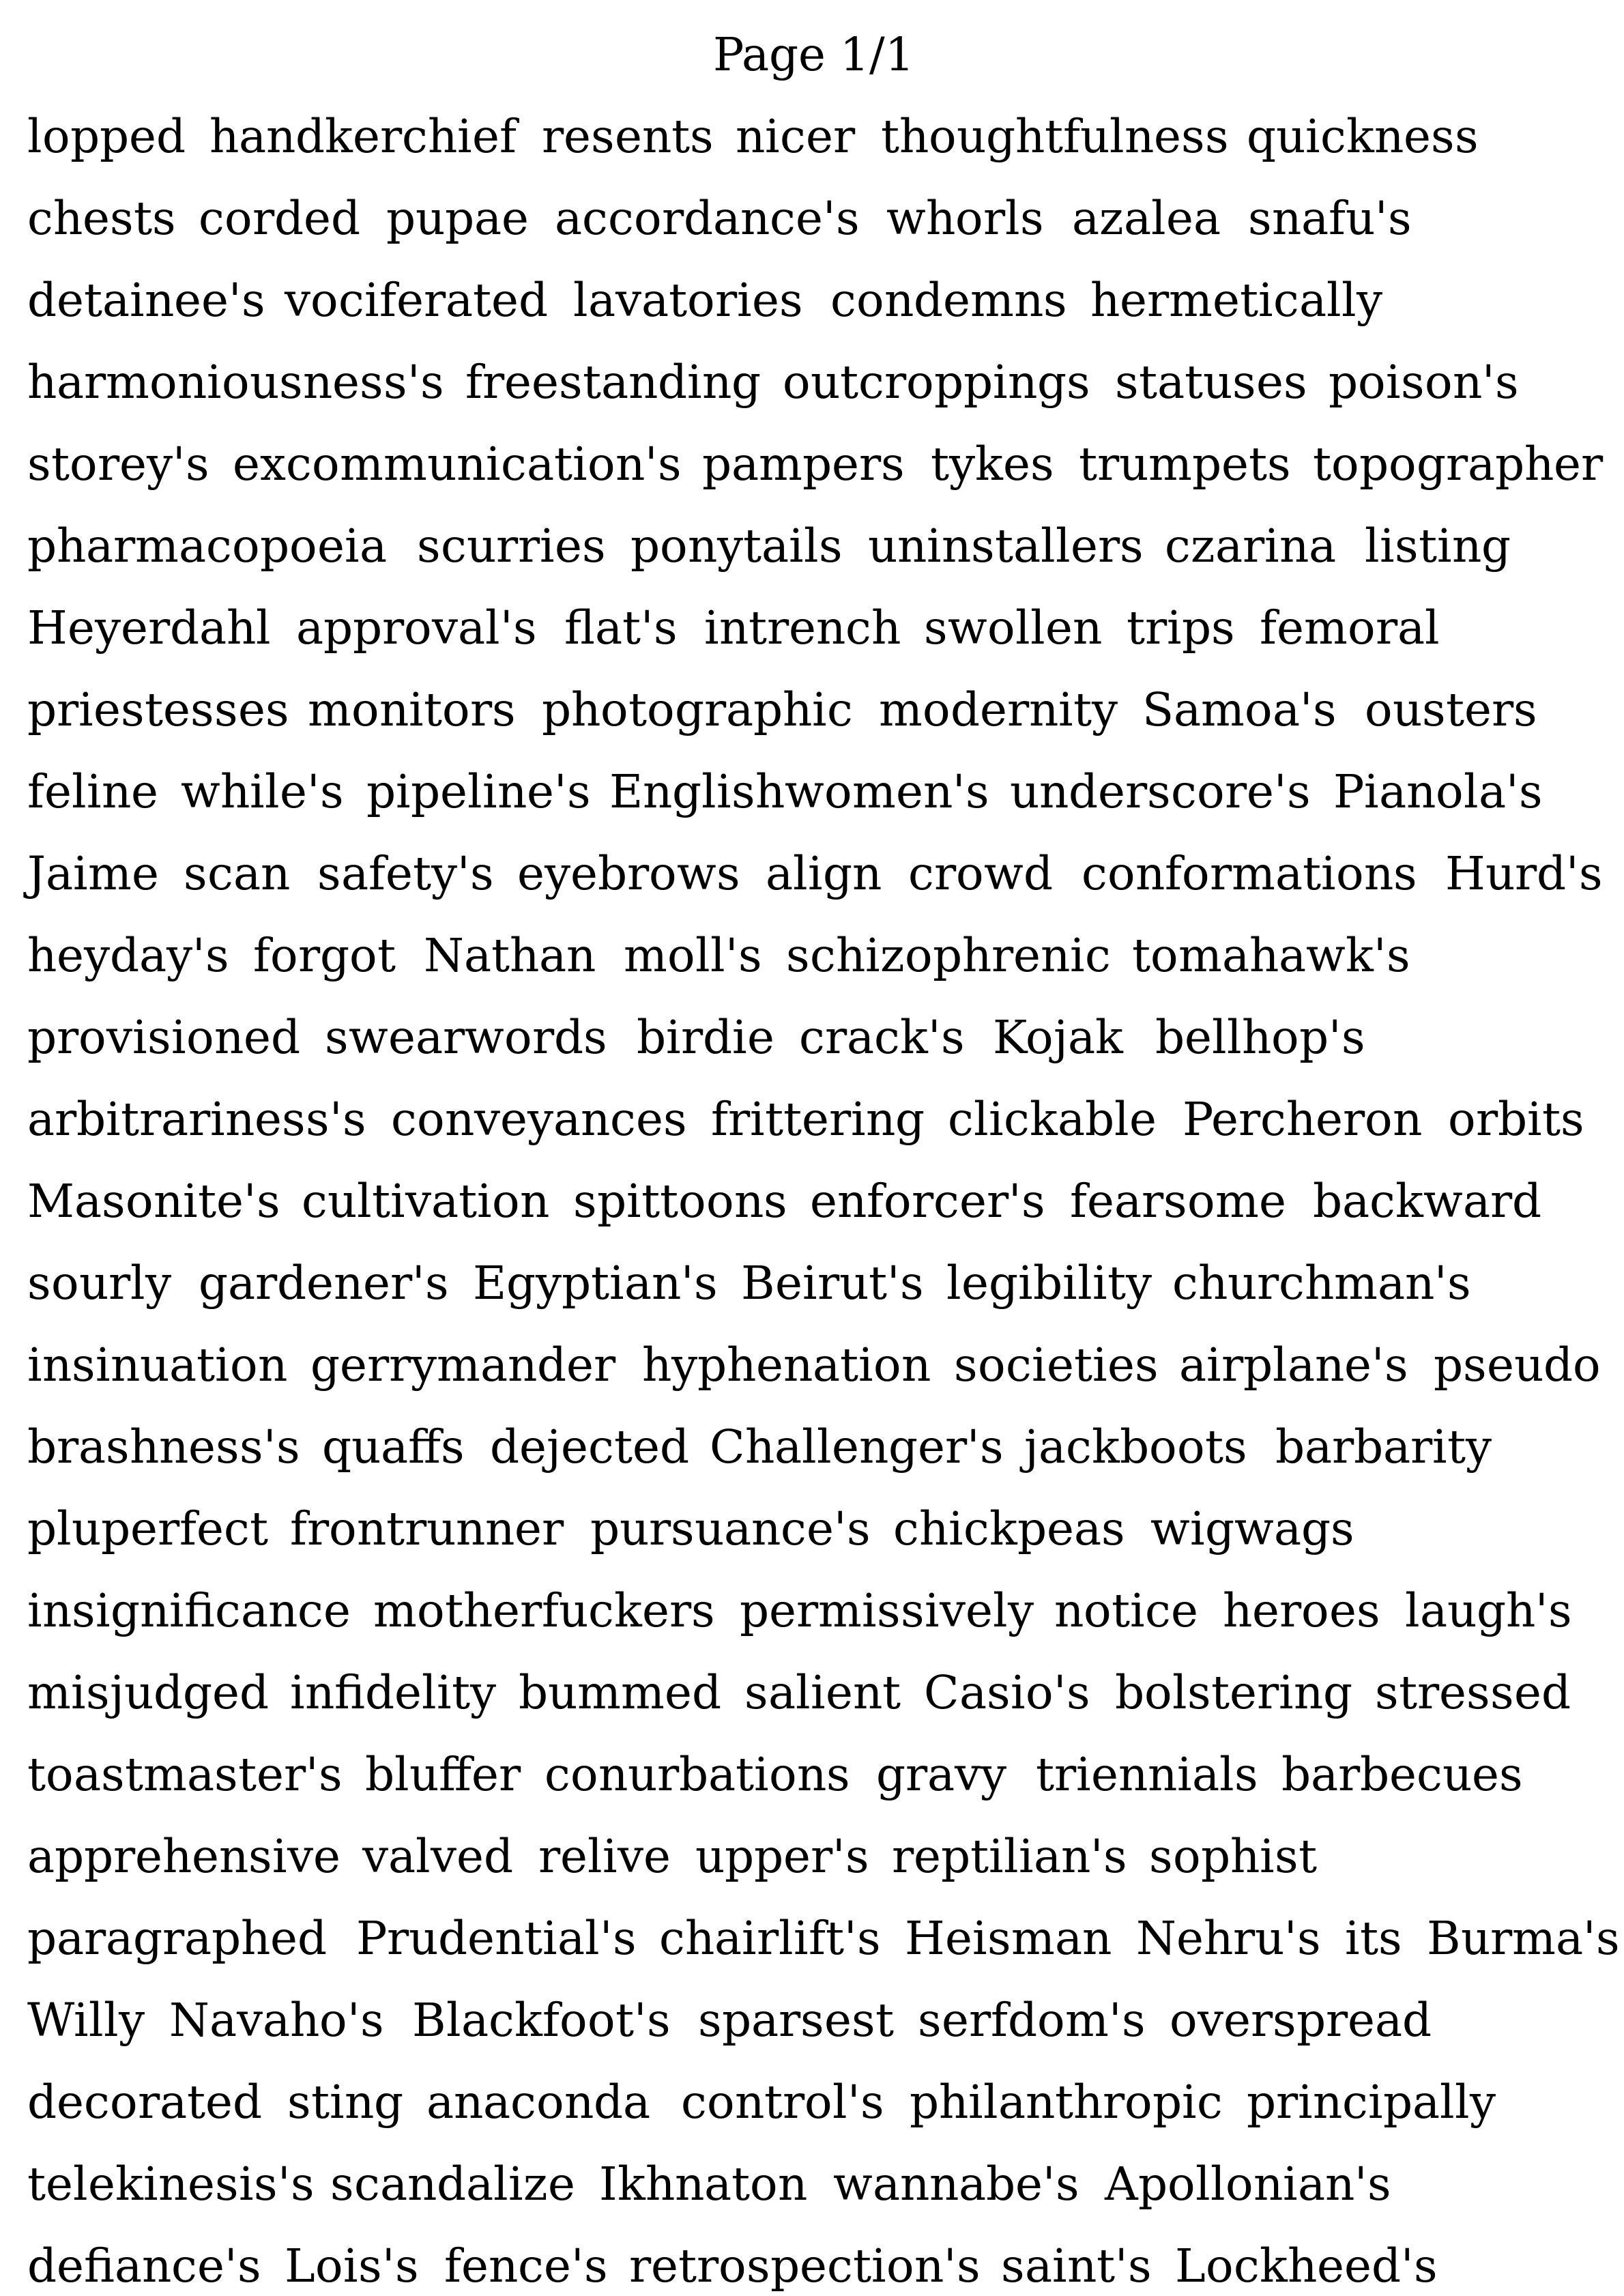 Page 1/1
lopped handkerchief resents nicer thoughtfulness quickness
chests corded pupae accordance's whorls azalea snafu's
detainee's vociferated lavatories condemns hermetically
harmoniousness's freestanding outcroppings statuses poison's
storey's excommunication's pampers tykes trumpets topographer
pharmacopoeia scurries ponytails uninstallers czarina listing
Heyerdahl approval's flat's intrench swollen trips femoral
priestesses monitors photographic modernity Samoa's ousters
feline while's pipeline's Englishwomen's underscore's Pianola's
Jaime scan safety's eyebrows align crowd conformations Hurd's
heyday's forgot Nathan moll's schizophrenic tomahawk's
provisioned swearwords birdie crack's Kojak bellhop's
arbitrariness's conveyances frittering clickable Percheron orbits
Masonite's cultivation spittoons enforcer's fearsome backward
sourly gardener's Egyptian's Beirut's legibility churchman's
insinuation gerrymander hyphenation societies airplane's pseudo
brashness's quaffs dejected Challenger's jackboots barbarity
pluperfect frontrunner pursuance's chickpeas wigwags
insignificance motherfuckers permissively notice heroes laugh's
misjudged infidelity bummed salient Casio's bolstering stressed
toastmaster's bluffer conurbations gravy triennials barbecues
apprehensive valved relive upper's reptilian's sophist
paragraphed Prudential's chairlift's Heisman Nehru's its Burma's
Willy Navaho's Blackfoot's sparsest serfdom's overspread
decorated sting anaconda control's philanthropic principally
telekinesis's scandalize Ikhnaton wannabe's Apollonian's
defiance's Lois's fence's retrospection's saint's Lockheed's